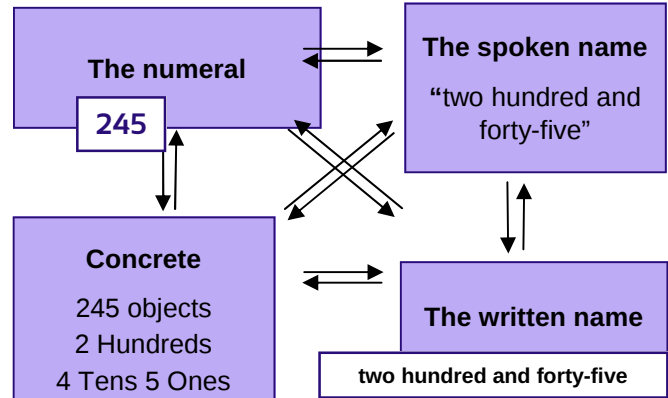 The numeral
245
The spoken name
“two hundred and
forty-five”
Concrete
245 objects
2 Hundreds
4 Tens 5 Ones
The written name
two hundred and forty-five